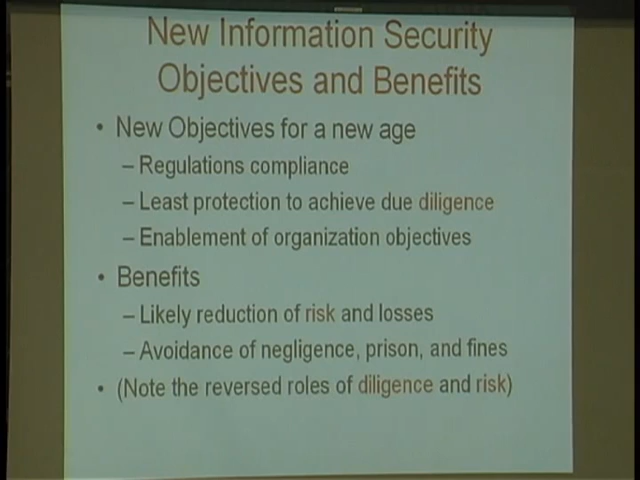 New Information Security
Objectives and Benefits
• New Objectives for a new age
– Regulations compliance
– Least protection to achieve due diligence
– Enablement of organization objectives
• Benefits
– Likely reduction of risk and losses
– Avoidance of negligence, prison, and fines
• (Note the reversed roles of diligence and risk)